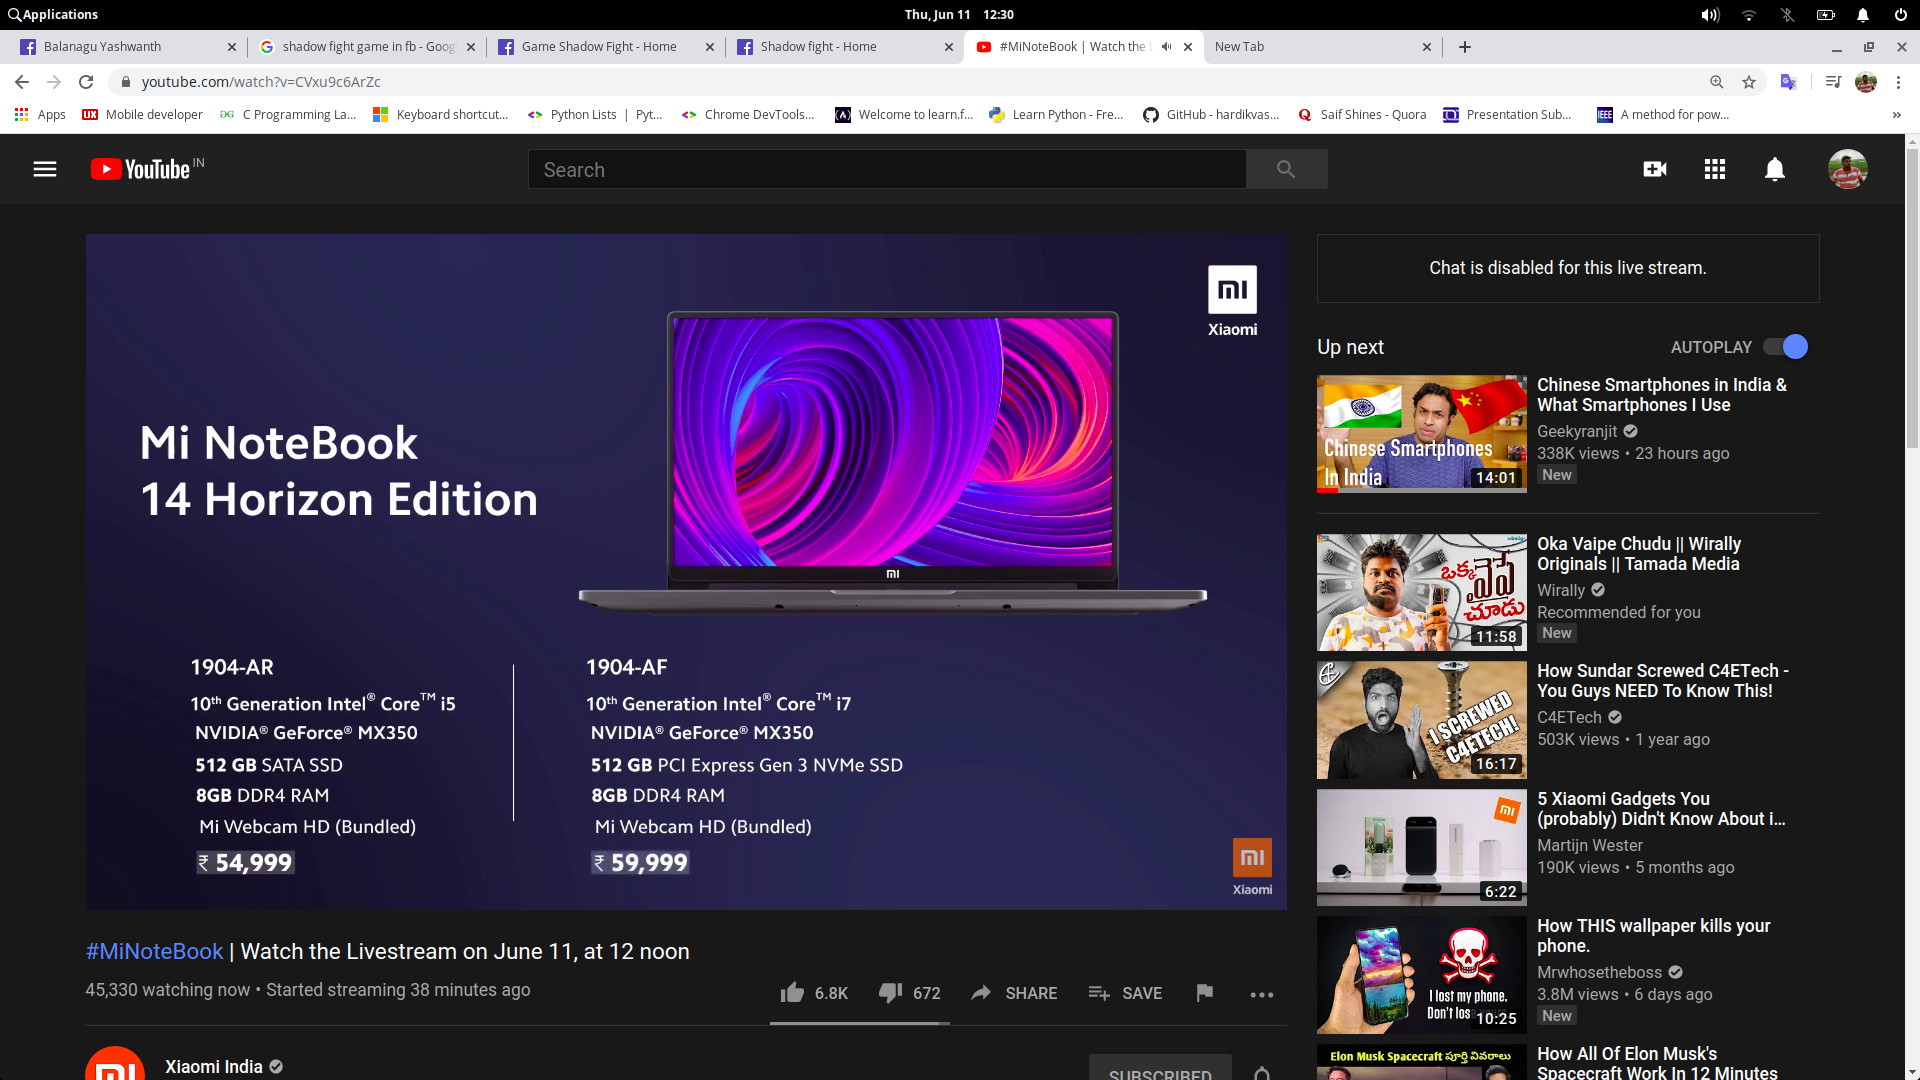 Applications
Thu, Jun 11 12:30
Balanagu Yashwanth
shadow fight game in fb - Goog
Game Shadow Fight - Home
Shadow fight - Home
#MiNoteBook | Watch the
New Tab
youtube.com/watch?v=CVxu9c6ArZc
Apps
Mobile developer
C Programming La...
Keyboard shortcut...
Python Lists | Pyt...
Chrome DevTools...
Welcome to learn.f...
Learn Python - Fre...
GitHub - hardikvas...
Saif Shines - Quora
Presentation Sub...
IEEE
A method for pow...
YouTube IN
Search
Xiaomi
Mi NoteBook
14 Horizon Edition
1904-AR
10th Generation Intel® Core™ i5
NVIDIA® GeForce® MX350
512 GB SATA SSD
8GB DDR4 RAM
Mi Webcam HD (Bundled)
₹ 54,999
1904-AF
10th Generation Intel® Core™ i7
NVIDIA® GeForce® MX350
512 GB PCI Express Gen 3 NVMe SSD
8GB DDR4 RAM
Mi Webcam HD (Bundled)
₹ 59,999
Xiaomi
#MiNoteBook | Watch the Livestream on June 11, at 12 noon
45,330 watching now • Started streaming 38 minutes ago
6.8K
672
SHARE
SAVE
Xiaomi India
SUBSCRIBED
Chat is disabled for this live stream.
Up next
AUTOPLAY
Chinese Smartphones
In India
14:01
Chinese Smartphones in India &
What Smartphones I Use
Geekyranjit
338K views • 23 hours ago
New
ఒక్క
వైపే
చూడు
11:58
Oka Vaipe Chudu || Wirally
Originals || Tamada Media
Wirally
Recommended for you
New
I SCREWED
C4ETECH!
16:17
How Sundar Screwed C4ETech -
You Guys NEED To Know This!
C4ETech
503K views • 1 year ago
6:22
5 Xiaomi Gadgets You
(probably) Didn't Know About i...
Martijn Wester
190K views • 5 months ago
I lost my phone.
Don't
10:25
How THIS wallpaper kills your
phone.
Mrwhosetheboss
3.8M views • 6 days ago
New
Elon Musk Spacecraft పూర్తి వివరాలు
How All Of Elon Musk's
Spacecraft Work In 12 Minutes